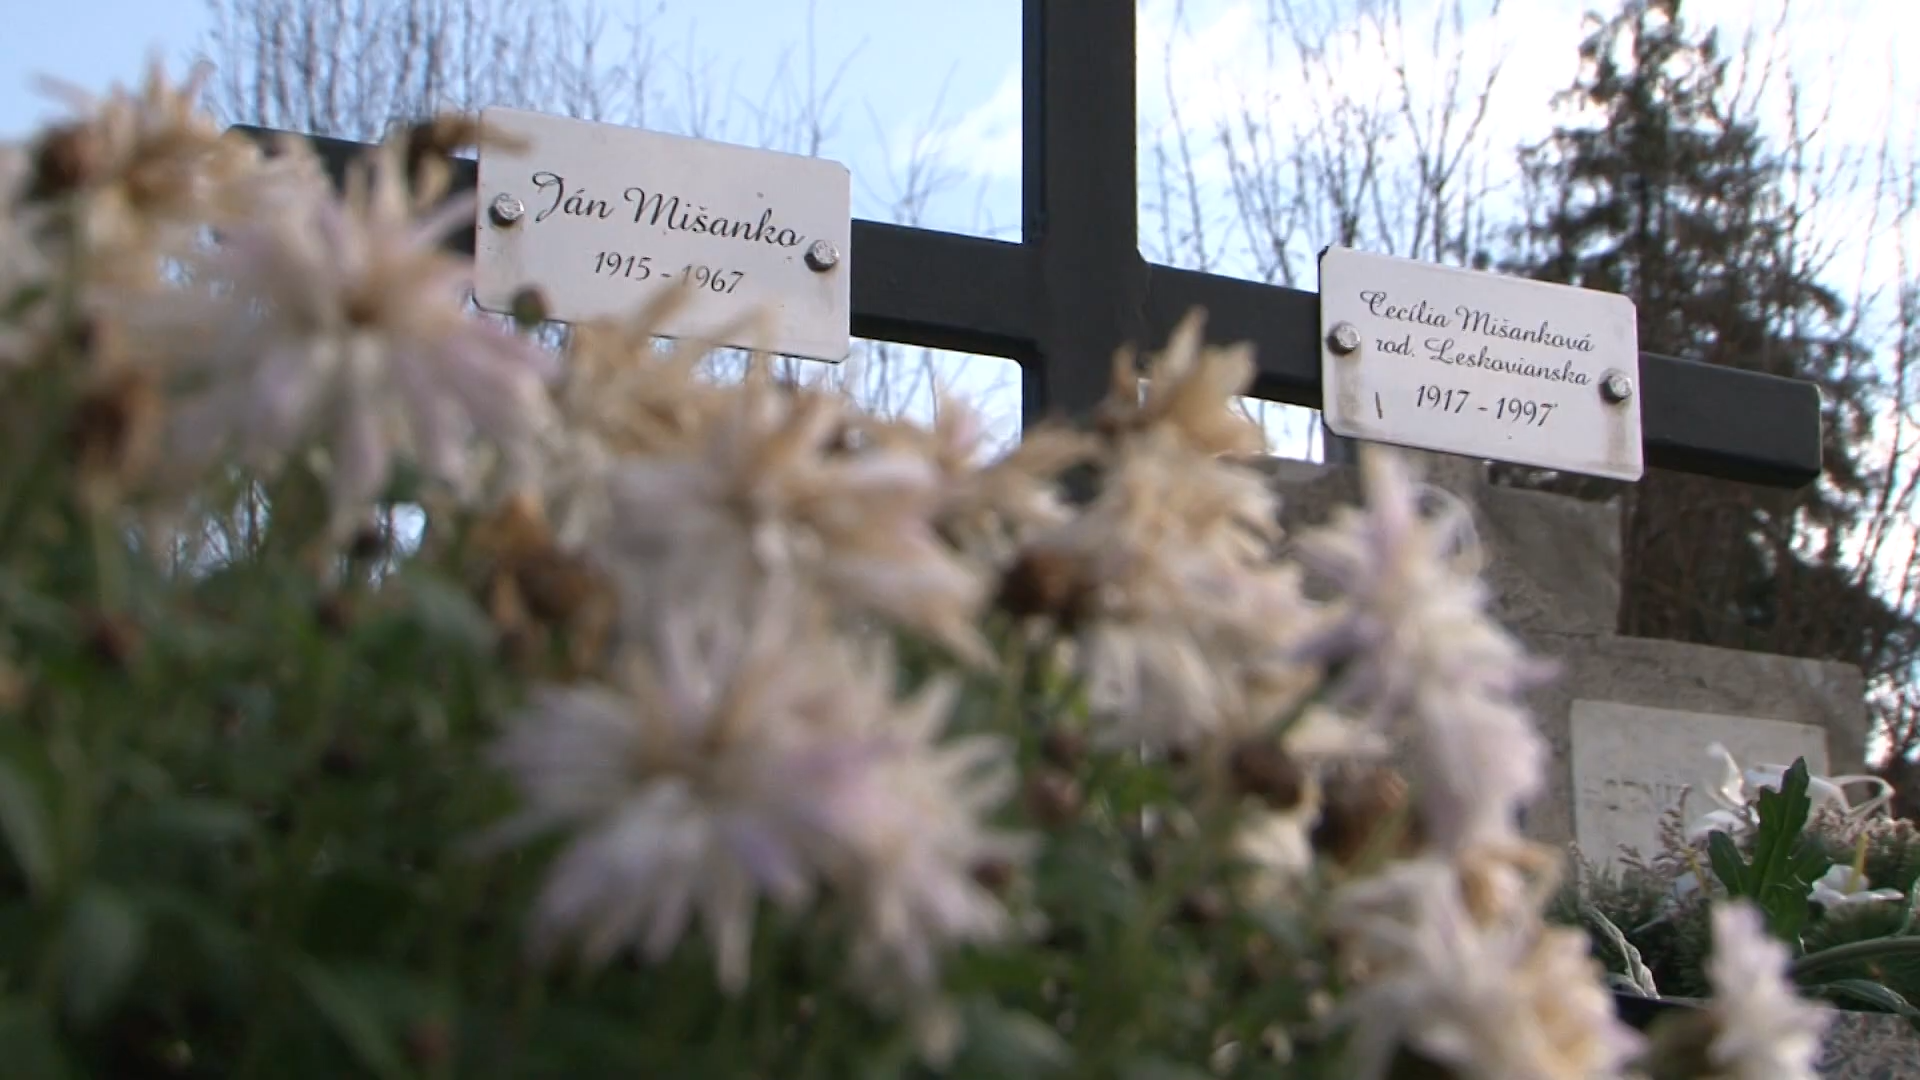 Ján Mišanko
1915 - 1967
Cecília Mišanková
rod. Leskovianska
1917 - 1997